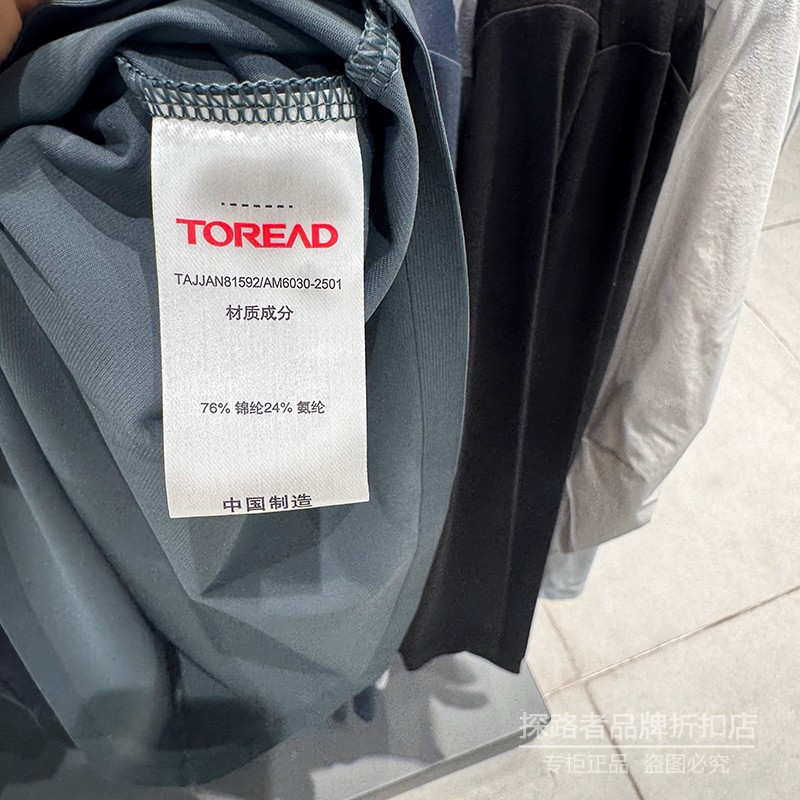 TOREAD
TAJJAN81592/AM6030-2501
材质成分
76% 锦纶24% 氨纶
中国制造
探路者品牌折扣店
专柜正品 盗图必究